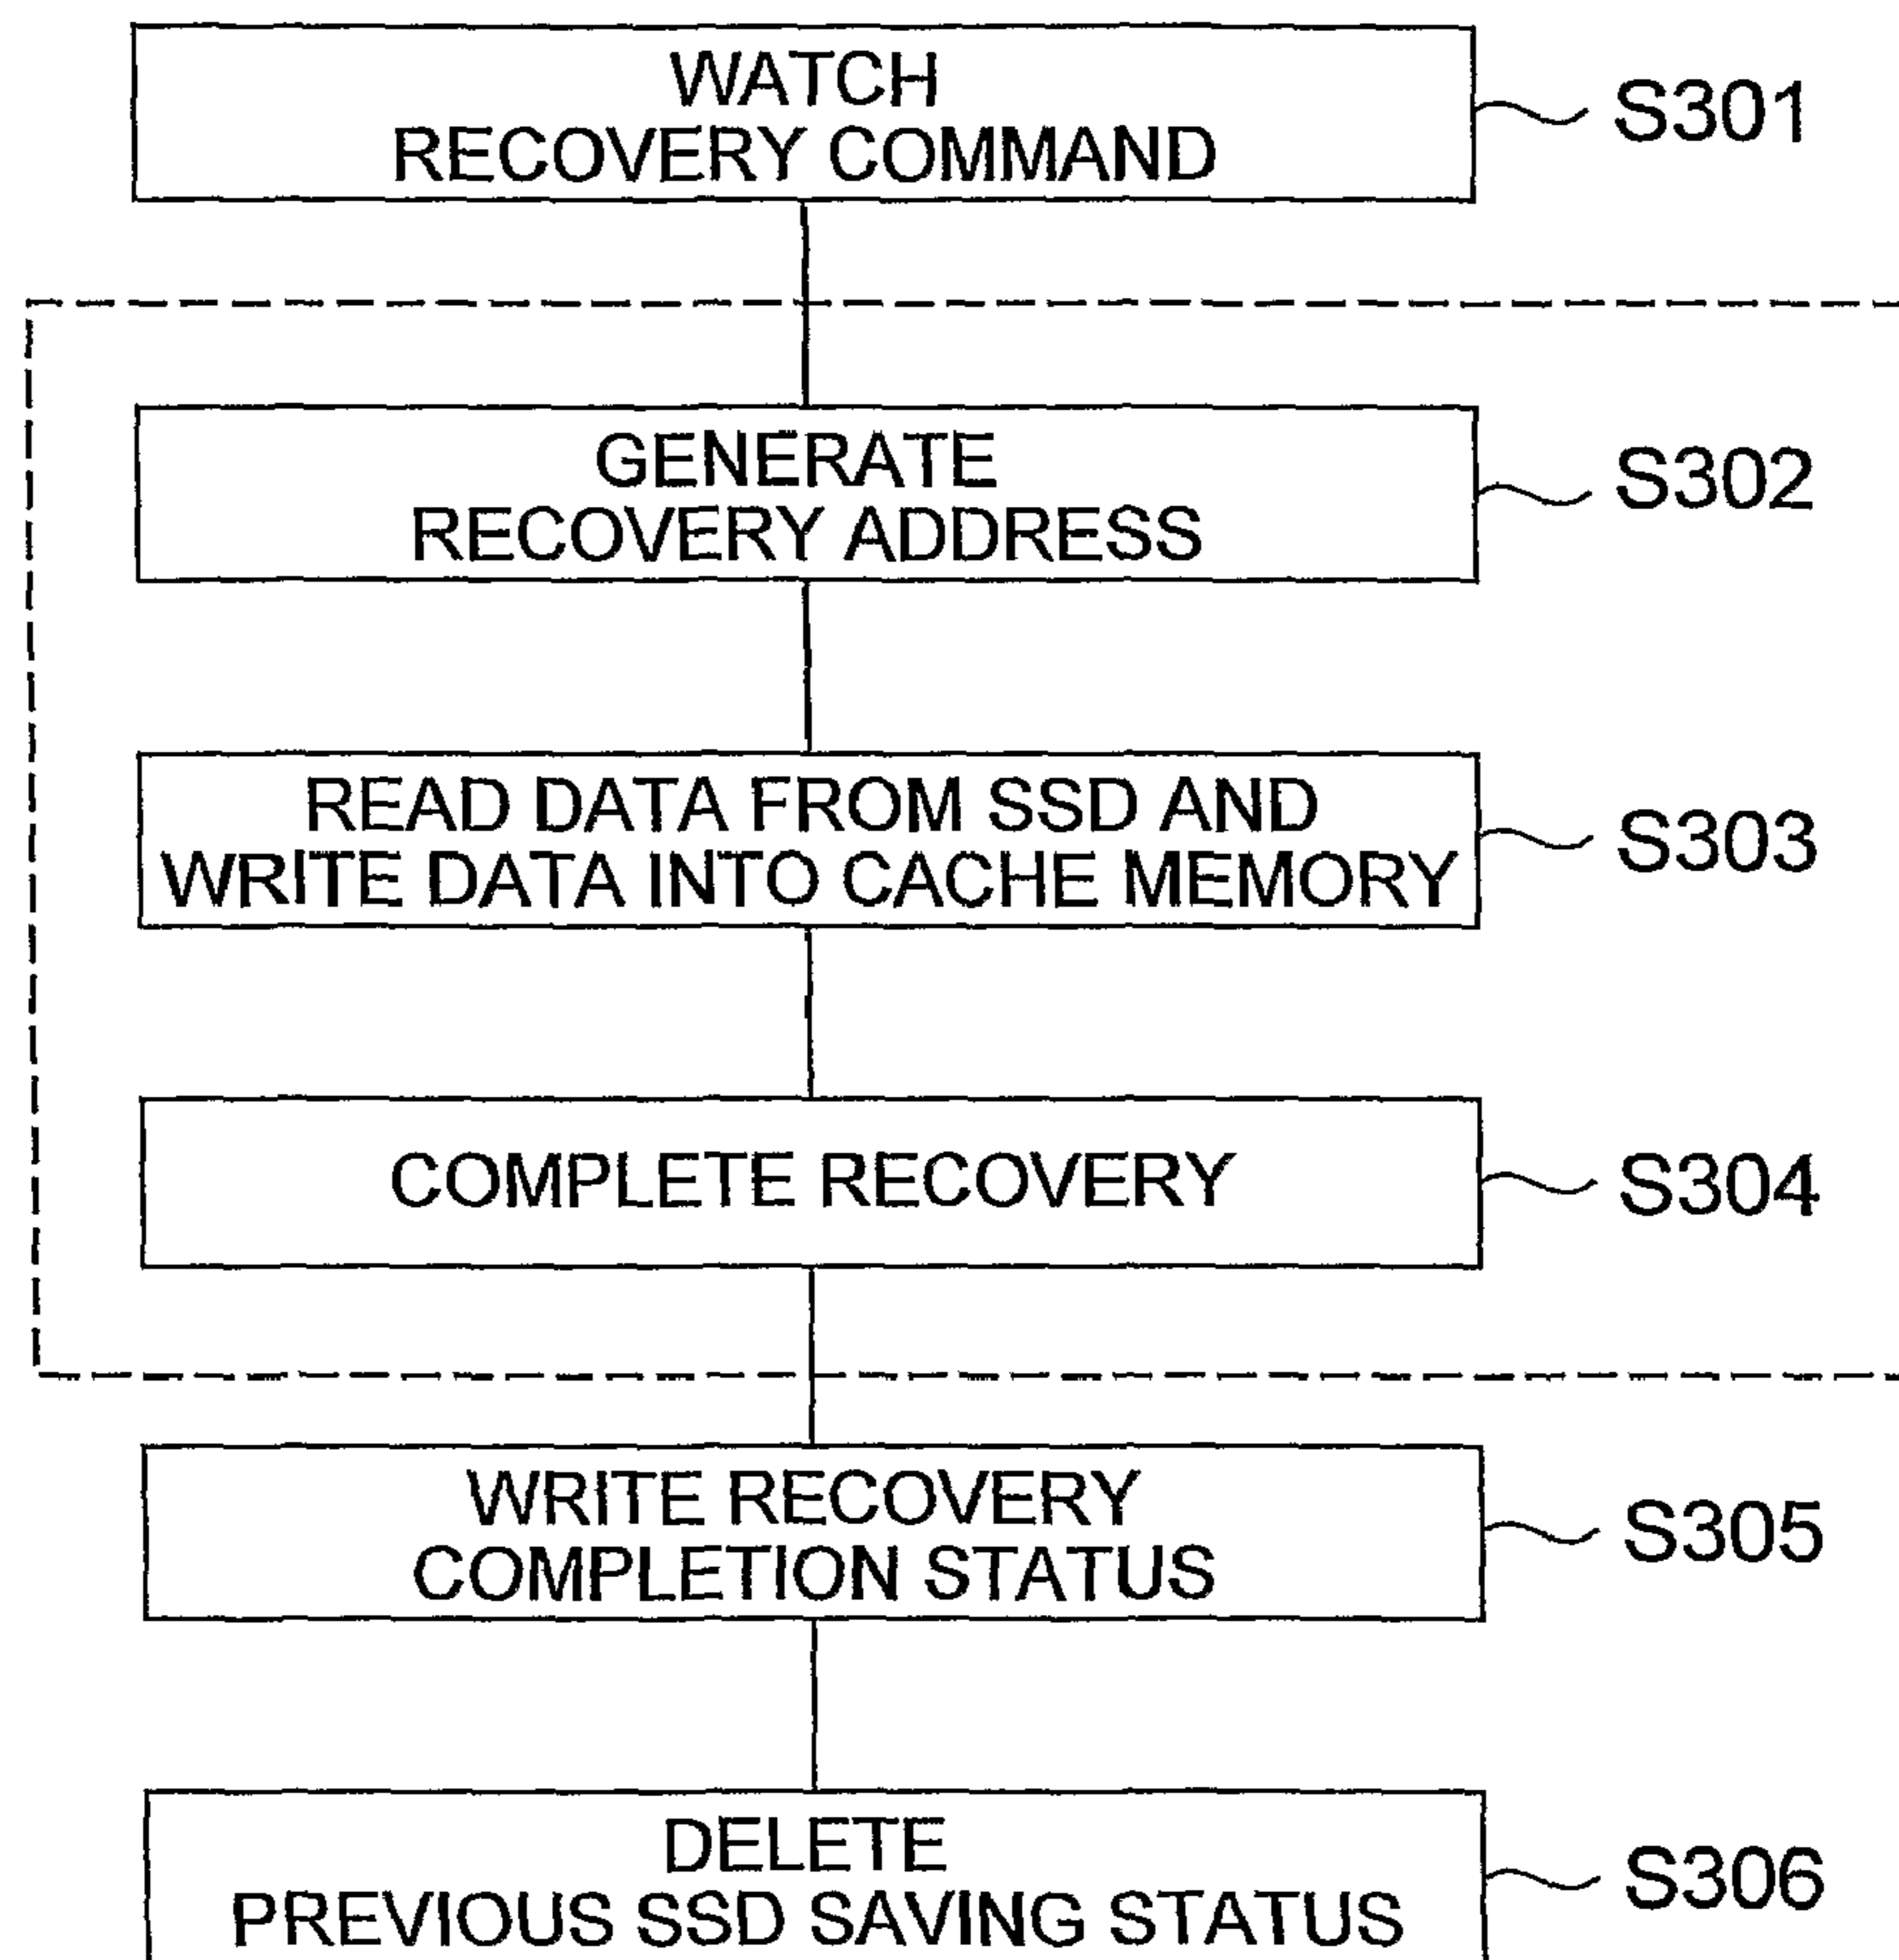 WATCH
RECOVERY COMMAND
S301
GENERATE
RECOVERY ADDRESS
S302
READ DATA FROM SSD AND
WRITE DATA INTO CACHE MEMORY
S303
COMPLETE RECOVERY
S304
WRITE RECOVERY
COMPLETION STATUS
S305
DELETE
PREVIOUS SSD SAVING STATUS
S306